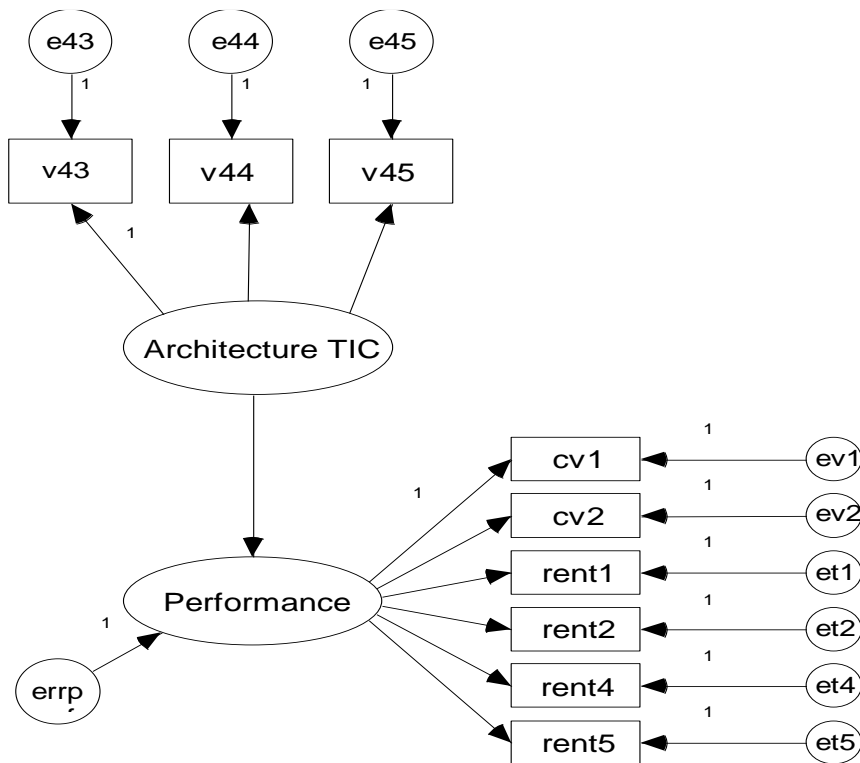 e43 e44 e45
1 1 1
v43 v44 v45
1
Architecture TIC
1
cv1 ev1
1
1
cv2 ev2
1
rent1 et1
1
Performance
rent2 et2
1
1
rent4 et4
errp
1
rent5 et5